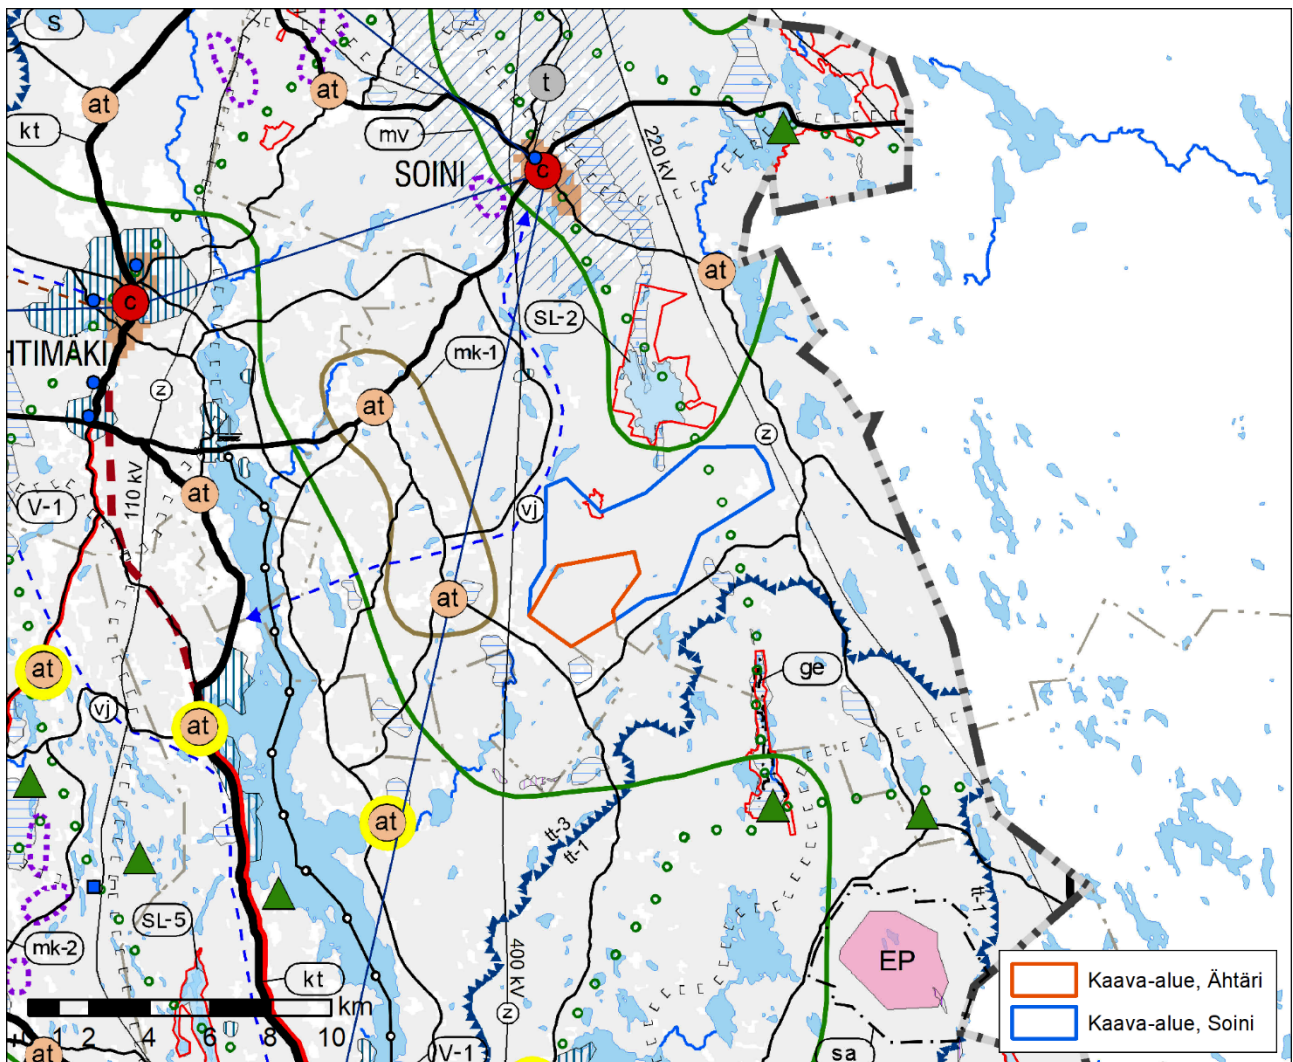 S
at
at
t
kt
mv
SOINI
c
220 kV
at
c
SL-2
HTIMÄKI
mk-1
z
at
z
at
V-1
110 kV
vj
at
at
ge
vj
at
at
tt-3
tt-1
tt-1
SL-5
mk-2
EP
400 kV
kt
km
2 4 6 8 10
z
at
V-1
sa
Kaava-alue, Ähtäri
Kaava-alue, Soini